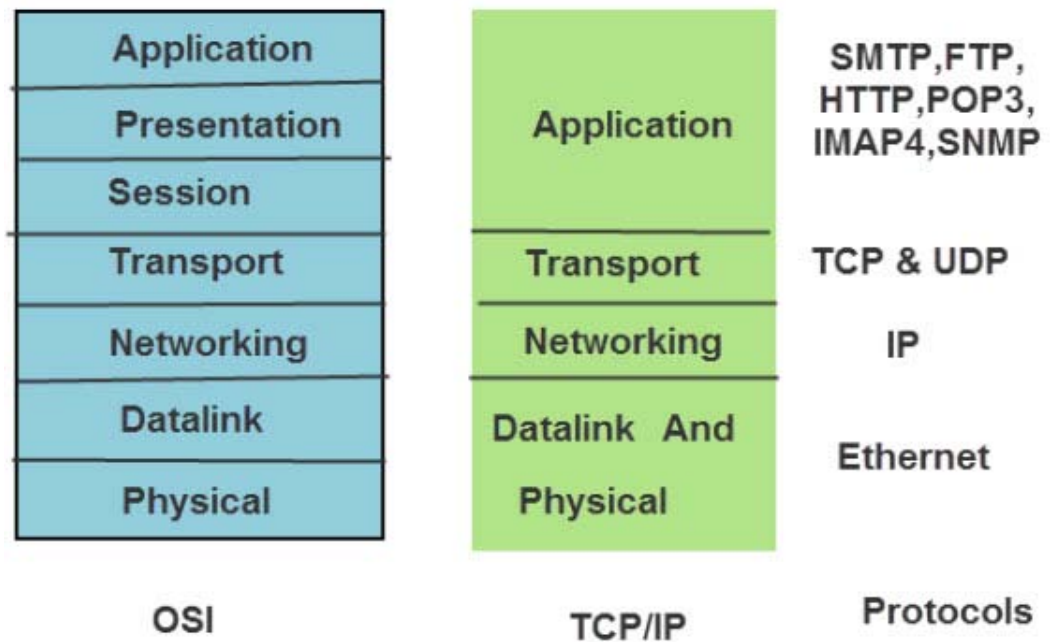 Application
Presentation
Session
Transport
Networking
Datalink
Physical
OSI
Application
Transport
Networking
Datalink And
Physical
TCP/IP
SMTP,FTP,
HTTP,POP3,
IMAP4,SNMP
TCP & UDP
IP
Ethernet
Protocols